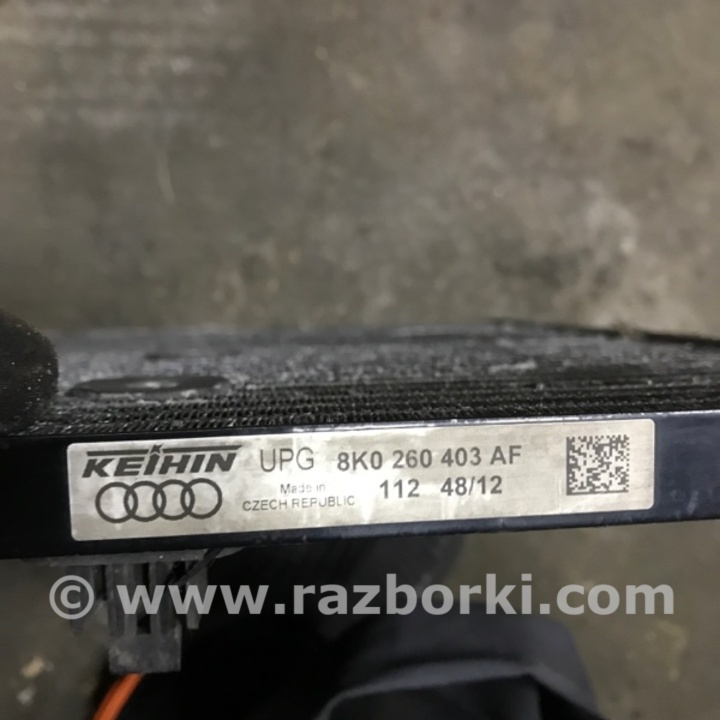 KEIHIN UPG 8K0 260 403 AF
Made in
CZECH REPUBLIC 112 48/12
© www.razborki.com